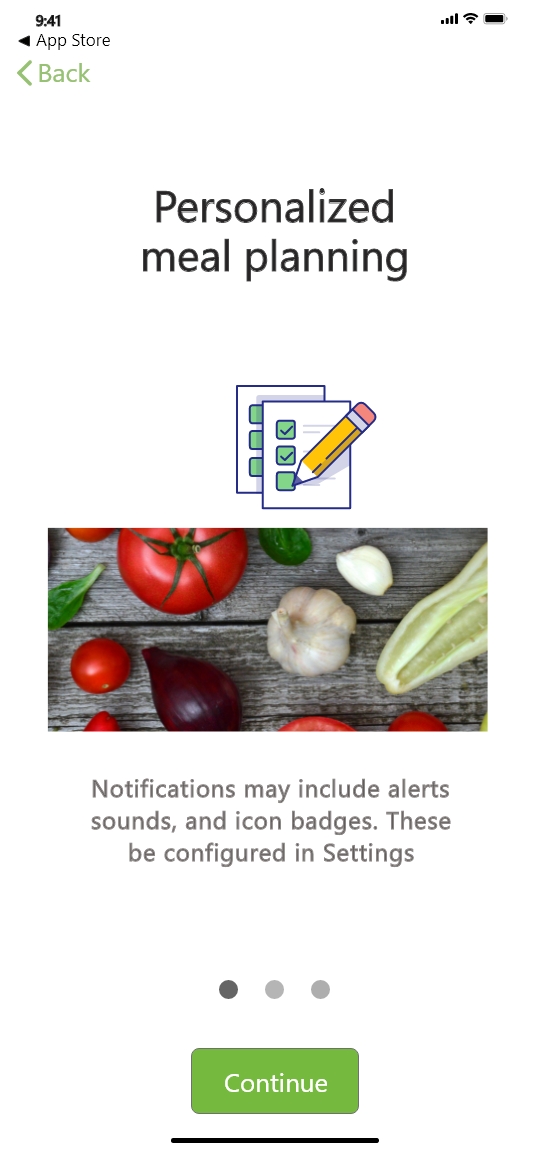 9:41
◀ App Store
Back
Personalized
meal planning
Notifications may include alerts
sounds, and icon badges. These
be configured in Settings
Continue